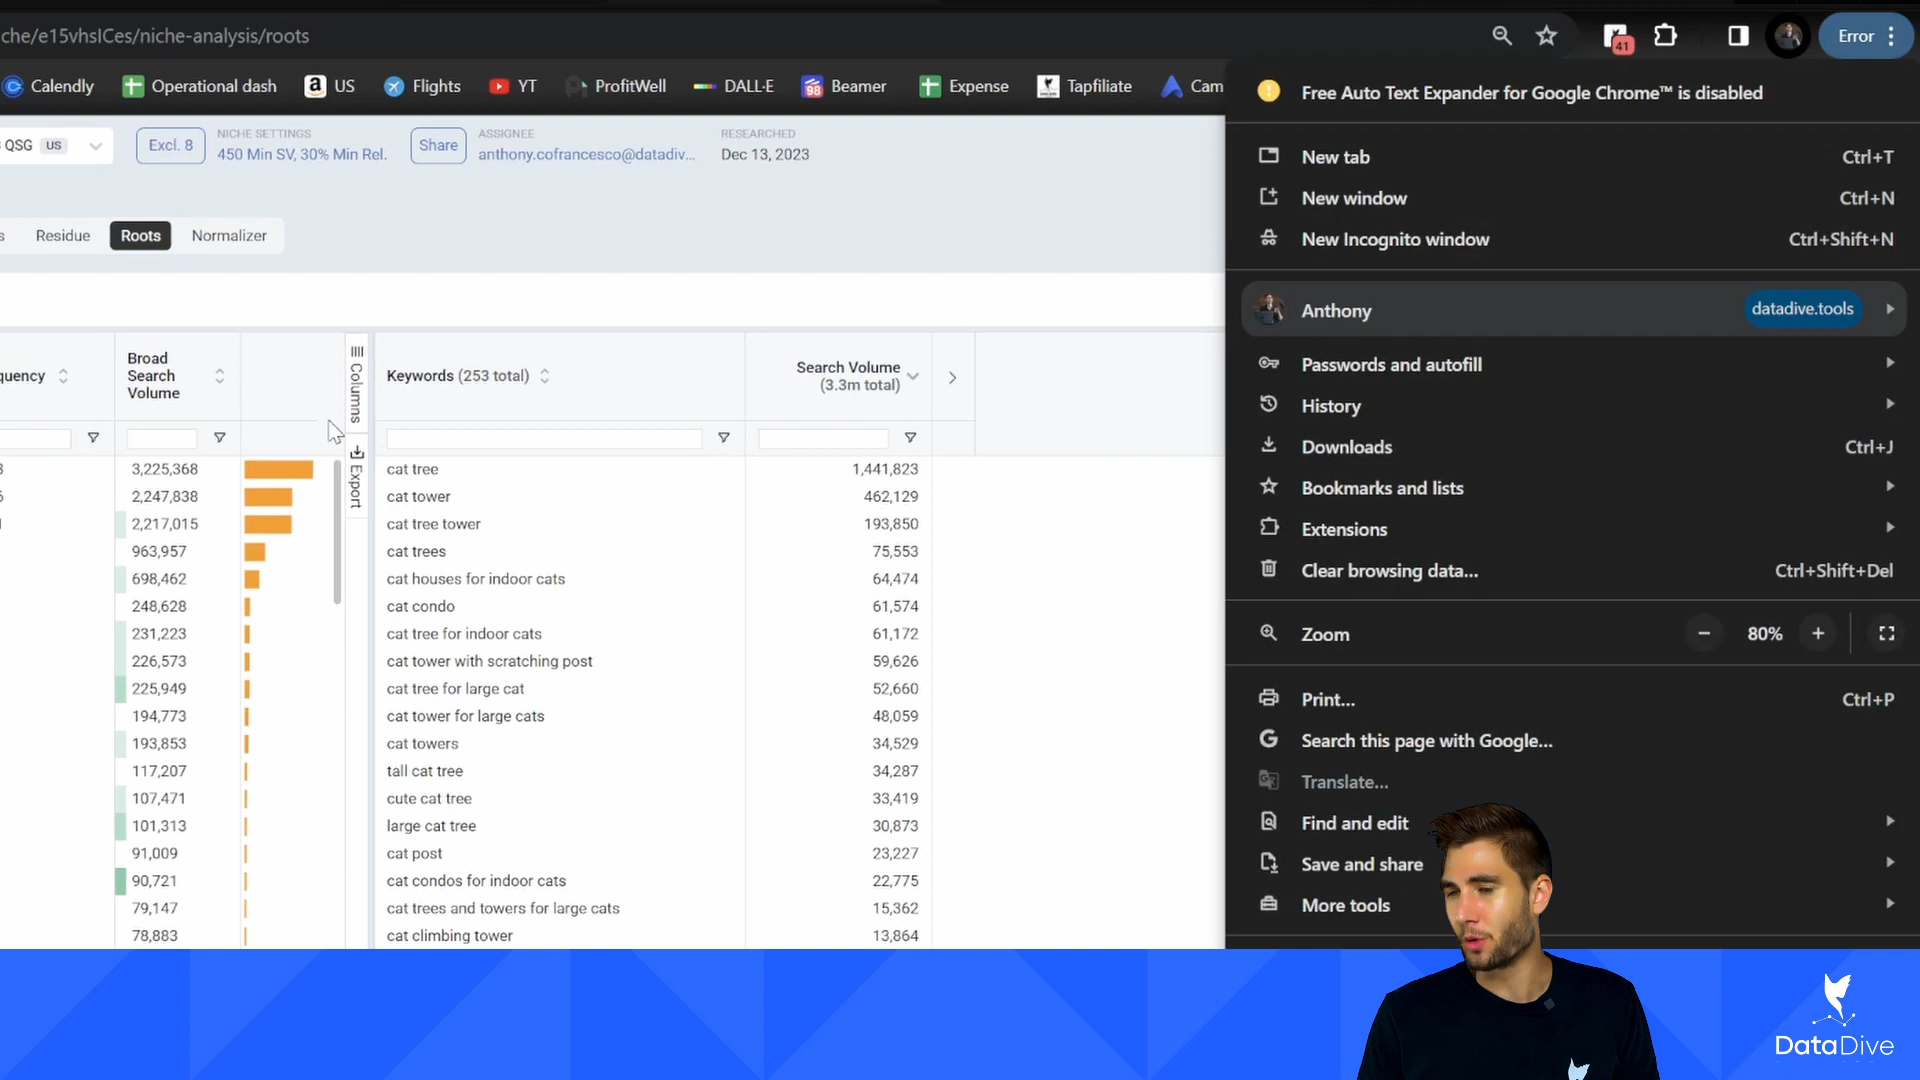 che/e15vhsICes/niche-analysis/roots
41
Error
Calendly
Operational dash
US
Flights
YT
ProfitWell
DALL·E
98
Beamer
Expense
Tapfiliate
Cam
QSG US
Excl. 8
NICHE SETTINGS
450 Min SV, 30% Min Rel.
Share
ASSIGNEE
anthony.cofrancesco@datadiv...
RESEARCHED
Dec 13, 2023
s
Residue
Roots
Normalizer
quency
Broad
Search
Volume
Columns
Export
Keywords (253 total)
Search Volume
(3.3m total)
3,225,368
cat tree
1,441,823
2,247,838
cat tower
462,129
2,217,015
cat tree tower
193,850
963,957
cat trees
75,553
698,462
cat houses for indoor cats
64,474
248,628
cat condo
61,574
231,223
cat tree for indoor cats
61,172
226,573
cat tower with scratching post
59,626
225,949
cat tree for large cat
52,660
194,773
cat tower for large cats
48,059
193,853
cat towers
34,529
117,207
tall cat tree
34,287
107,471
cute cat tree
33,419
101,313
large cat tree
30,873
91,009
cat post
23,227
90,721
cat condos for indoor cats
22,775
79,147
cat trees and towers for large cats
15,362
78,883
cat climbing tower
13,864
Free Auto Text Expander for Google Chrome™ is disabled
New tab
Ctrl+T
New window
Ctrl+N
New Incognito window
Ctrl+Shift+N
Anthony
datadive.tools
Passwords and autofill
History
Downloads
Ctrl+J
Bookmarks and lists
Extensions
Clear browsing data...
Ctrl+Shift+Del
Zoom
− 80% +
Print...
Ctrl+P
Search this page with Google...
Translate...
Find and edit
Save and share
More tools
DataDive